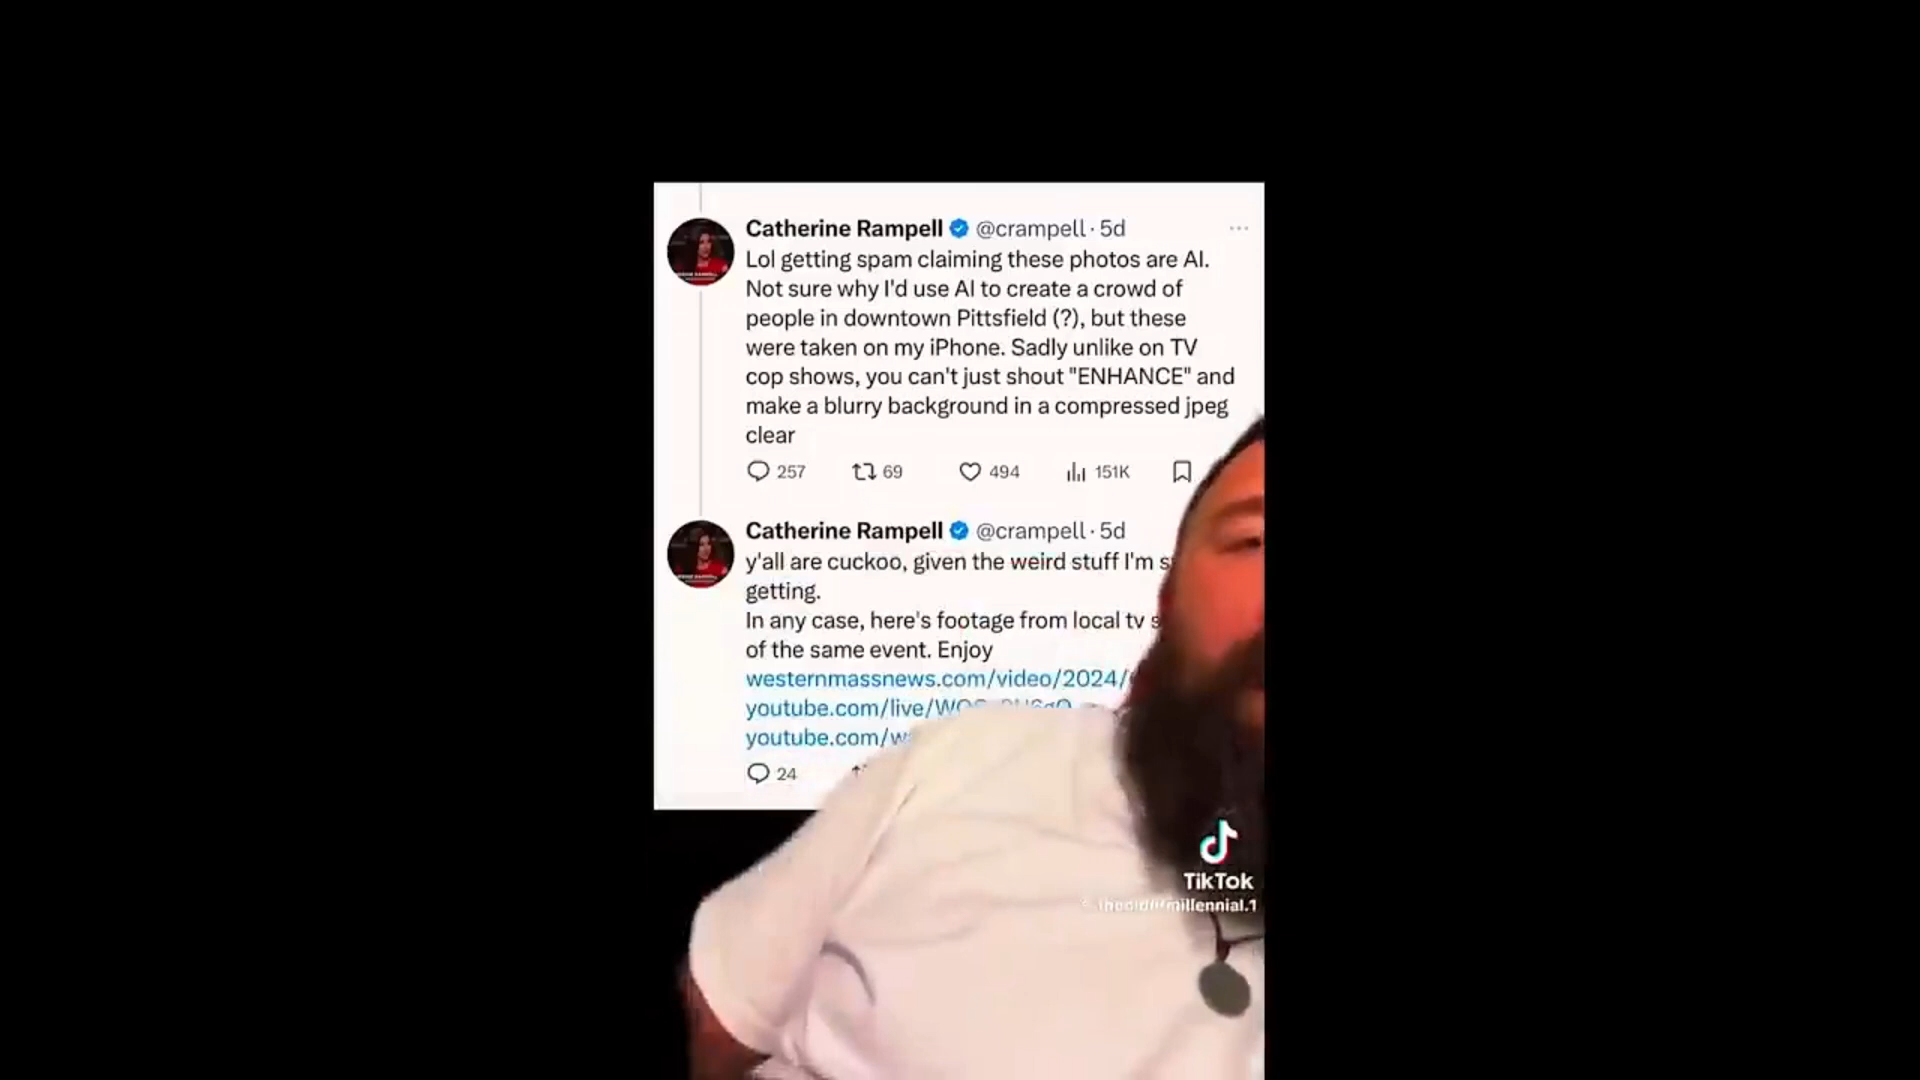 Catherine Rampell @crampell · 5d
Lol getting spam claiming these photos are AI.
Not sure why I'd use AI to create a crowd of
people in downtown Pittsfield (?), but these
were taken on my iPhone. Sadly unlike on TV
cop shows, you can't just shout "ENHANCE" and
make a blurry background in a compressed jpeg
clear
257 69 494 151K
Catherine Rampell @crampell · 5d
y'all are cuckoo, given the weird stuff I'm
getting.
In any case, here's footage from local tv
of the same event. Enjoy
westernmassnews.com/video/2024/
youtube.com/live/
youtube.com/
24
TikTok